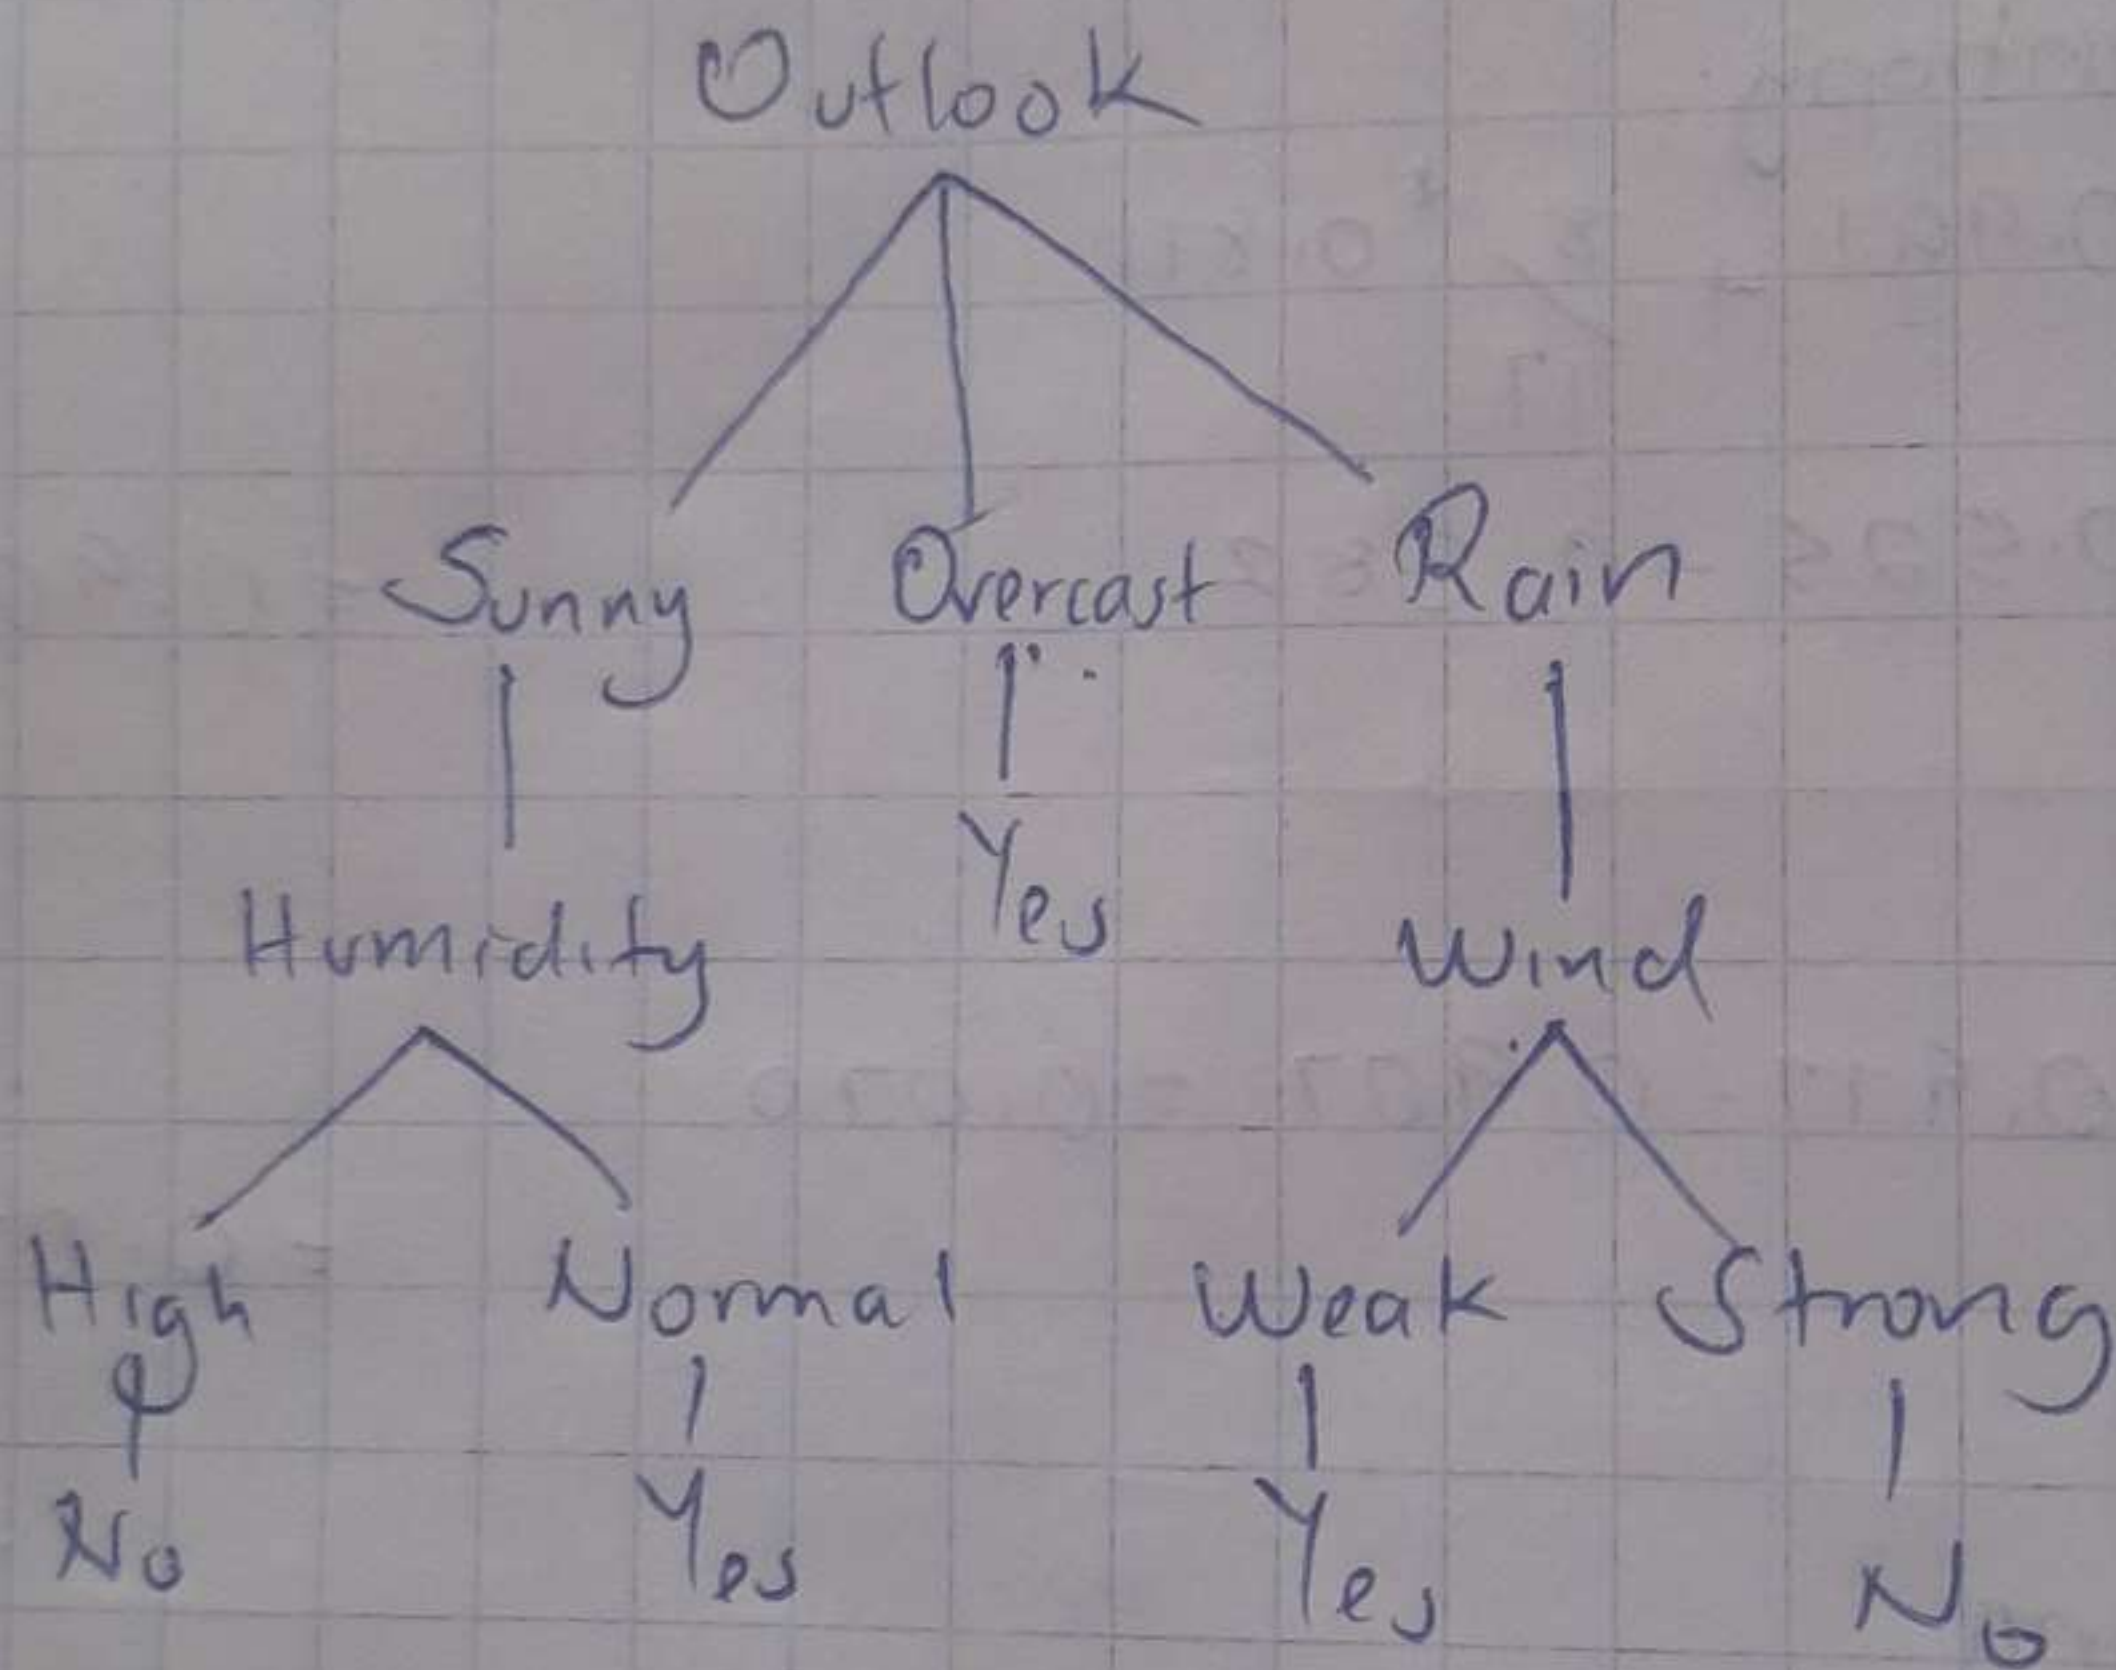 Outlook
Sunny Overcast Rain
Yes
Humidity Wind
High Normal Weak Strong
No Yes Yes No